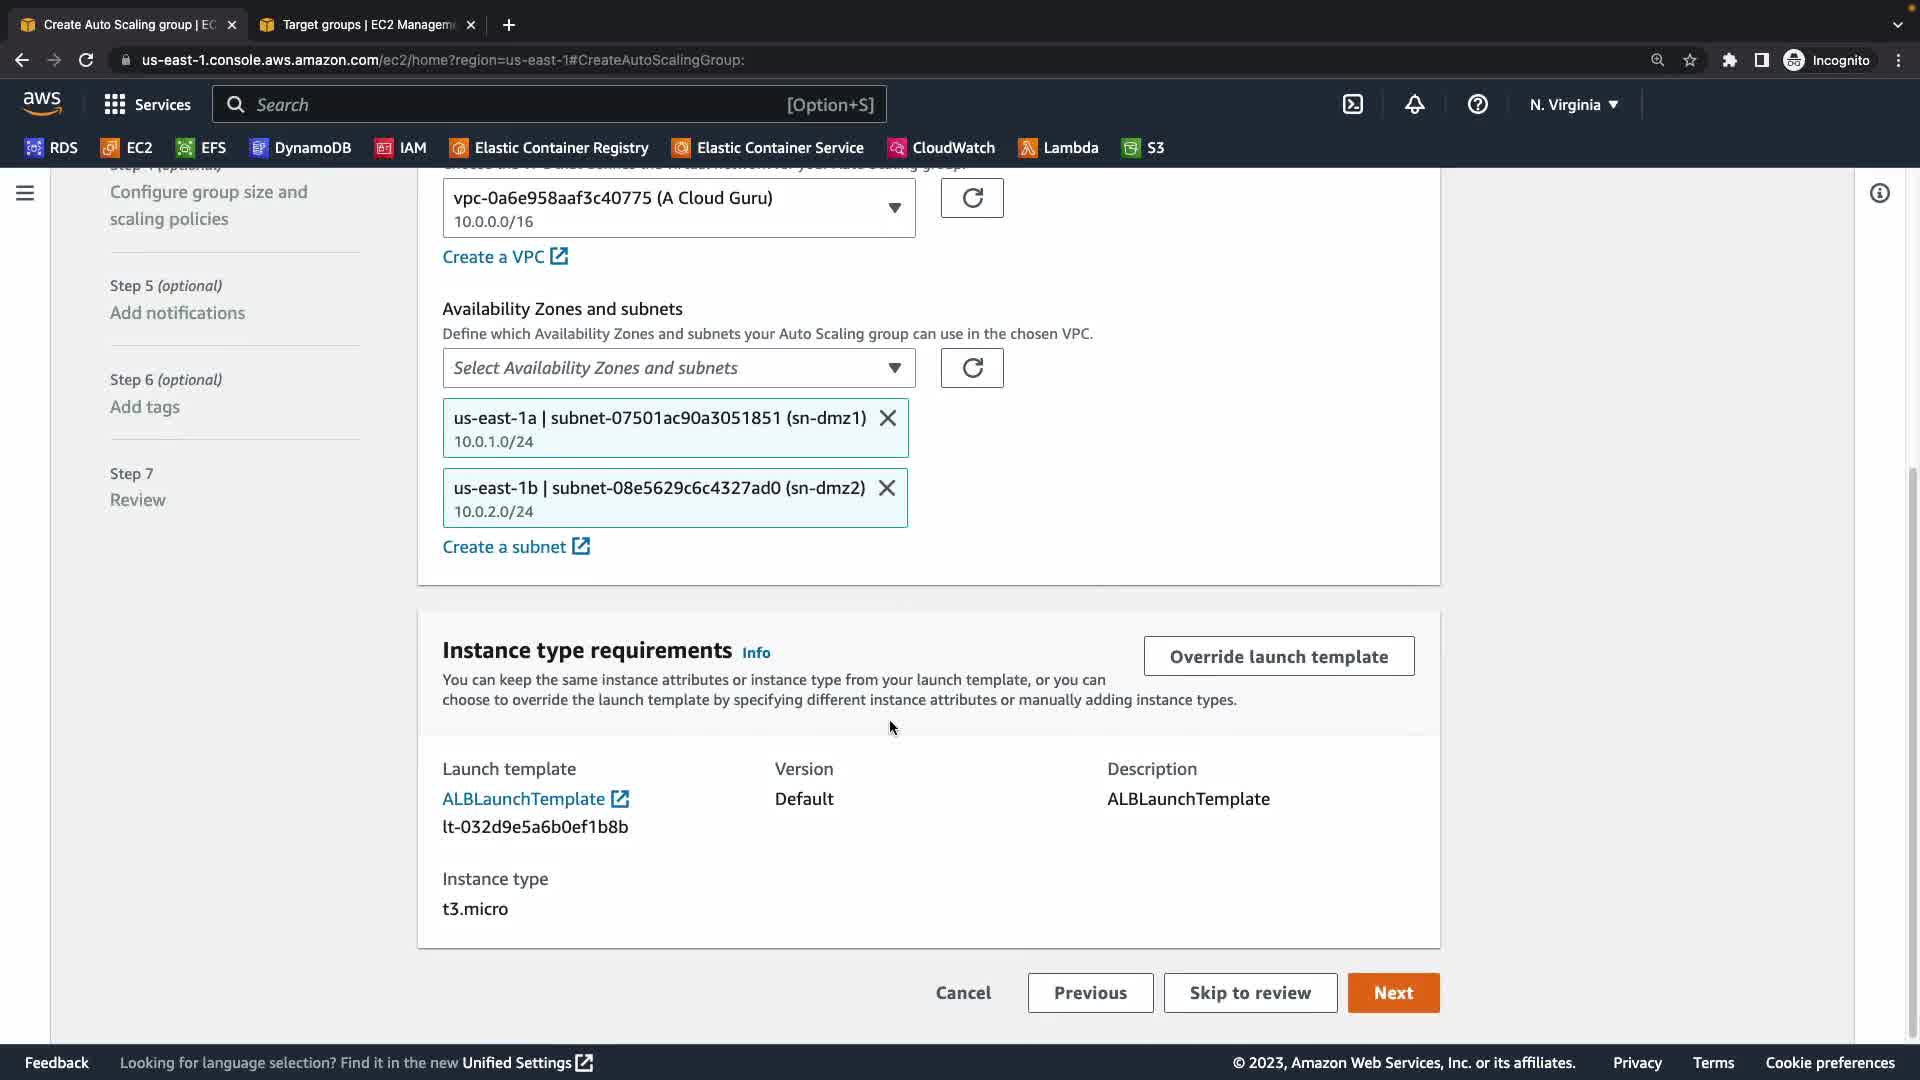 Create Auto Scaling group | EC
Target groups | EC2 Managem
us-east-1.console.aws.amazon.com/ec2/home?region=us-east-1#CreateAutoScalingGroup:
Incognito
aws
Services
Search
[Option+S]
N. Virginia
RDS
EC2
EFS
DynamoDB
IAM
Elastic Container Registry
Elastic Container Service
CloudWatch
Lambda
S3
Configure group size and
scaling policies
Step 5 (optional)
Add notifications
Step 6 (optional)
Add tags
Step 7
Review
vpc-0a6e958aaf3c40775 (A Cloud Guru)
10.0.0.0/16
Create a VPC
Availability Zones and subnets
Define which Availability Zones and subnets your Auto Scaling group can use in the chosen VPC.
Select Availability Zones and subnets
us-east-1a | subnet-07501ac90a3051851 (sn-dmz1)
10.0.1.0/24
us-east-1b | subnet-08e5629c6c4327ad0 (sn-dmz2)
10.0.2.0/24
Create a subnet
Instance type requirements Info
Override launch template
You can keep the same instance attributes or instance type from your launch template, or you can
choose to override the launch template by specifying different instance attributes or manually adding instance types.
Launch template
ALBLaunchTemplate
lt-032d9e5a6b0ef1b8b
Version
Default
Description
ALBLaunchTemplate
Instance type
t3.micro
Cancel
Previous
Skip to review
Next
Feedback
Looking for language selection? Find it in the new Unified Settings
© 2023, Amazon Web Services, Inc. or its affiliates.
Privacy
Terms
Cookie preferences